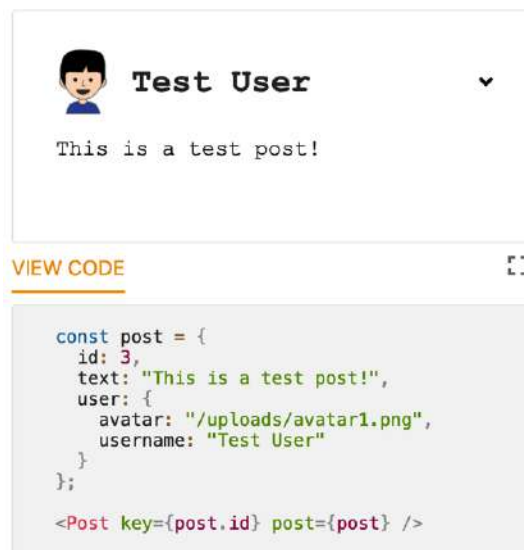 Test User
This is a test post!
VIEW CODE
const post = {
  id: 3,
  text: "This is a test post!",
  user: {
    avatar: "/uploads/avatar1.png",
    username: "Test User"
  }
};
<Post key={post.id} post={post} />